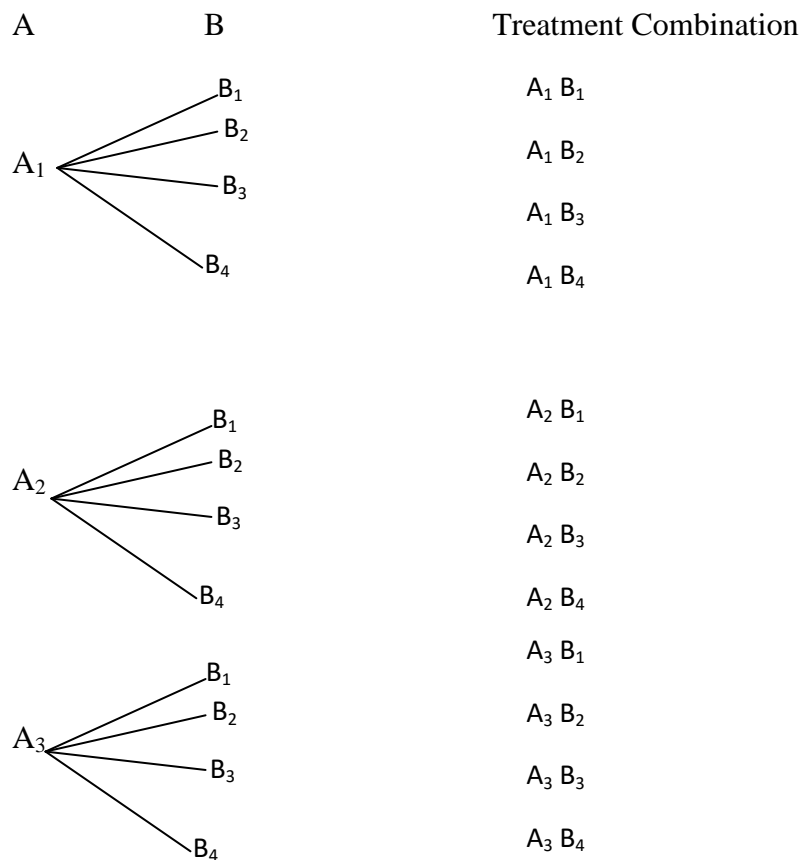 A B Treatment Combination
B₁ A₁ B₁
B₂ A₁ B₂
A₁
B₃ A₁ B₃
B₄ A₁ B₄
B₁ A₂ B₁
B₂ A₂ B₂
A₂
B₃ A₂ B₃
B₄ A₂ B₄
B₁ A₃ B₁
B₂ A₃ B₂
A₃
B₃ A₃ B₃
B₄ A₃ B₄